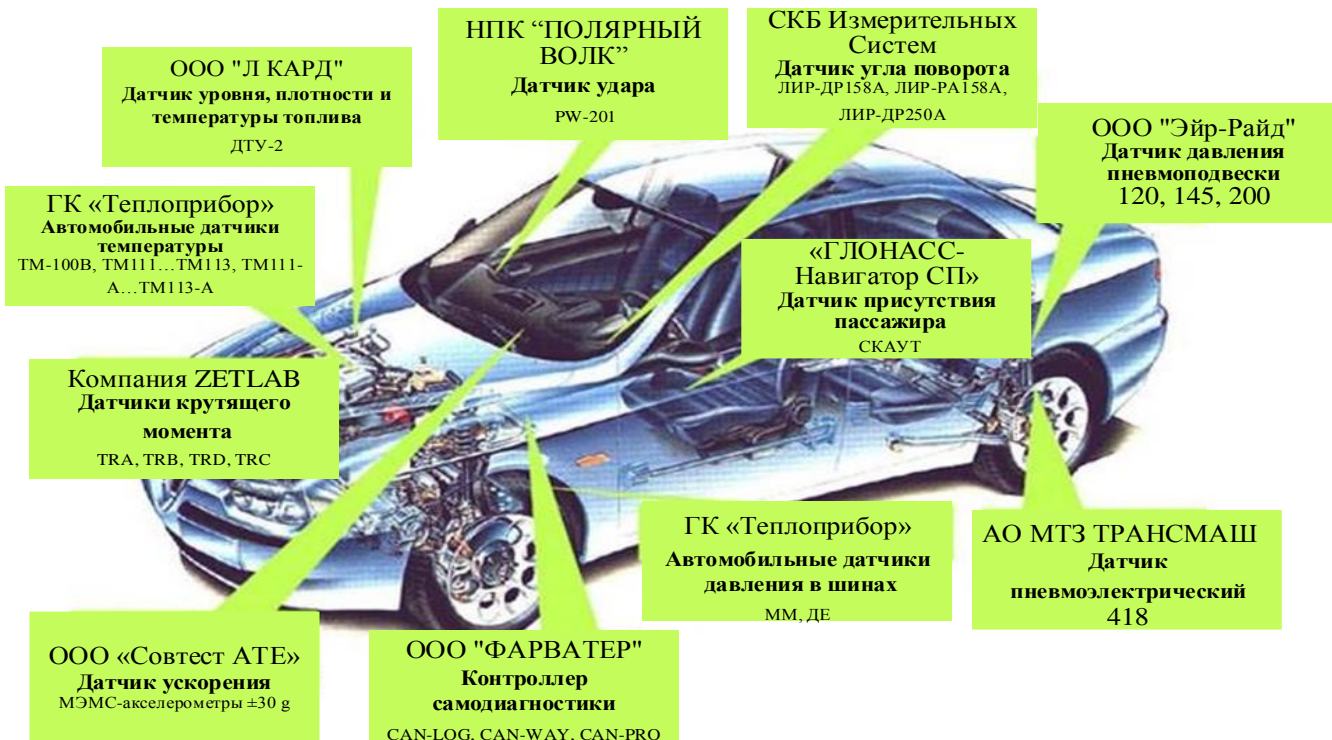 НПК “ПОЛЯРНЫЙ
ВОЛК”
Датчик удара
PW-201
СКБ Измерительных
Систем
Датчик угла поворота
ЛИР-ДР158А, ЛИР-РА158А,
ЛИР-ДР250А
ООО "Л КАРД"
Датчик уровня, плотности и
температуры топлива
ДТУ-2
ООО "Эйр-Райд"
Датчик давления
пневмоподвески
120, 145, 200
ГК «Теплоприбор»
Автомобильные датчики
температуры
ТМ-100В, ТМ111…ТМ113, ТМ111-
А…ТМ113-А
«ГЛОНАСС-
Навигатор СП»
Датчик присутствия
пассажира
СКАУТ
Компания ZETLAB
Датчики крутящего
момента
TRA, TRB, TRD, TRC
ГК «Теплоприбор»
Автомобильные датчики
давления в шинах
ММ, ДЕ
АО МТЗ ТРАНСМАШ
Датчик
пневмоэлектрический
418
ООО «Совтест АТЕ»
Датчик ускорения
МЭМС-акселерометры ±30 g
ООО "ФАРВАТЕР"
Контроллер
самодиагностики
CAN-LOG, CAN-WAY, CAN-PRO